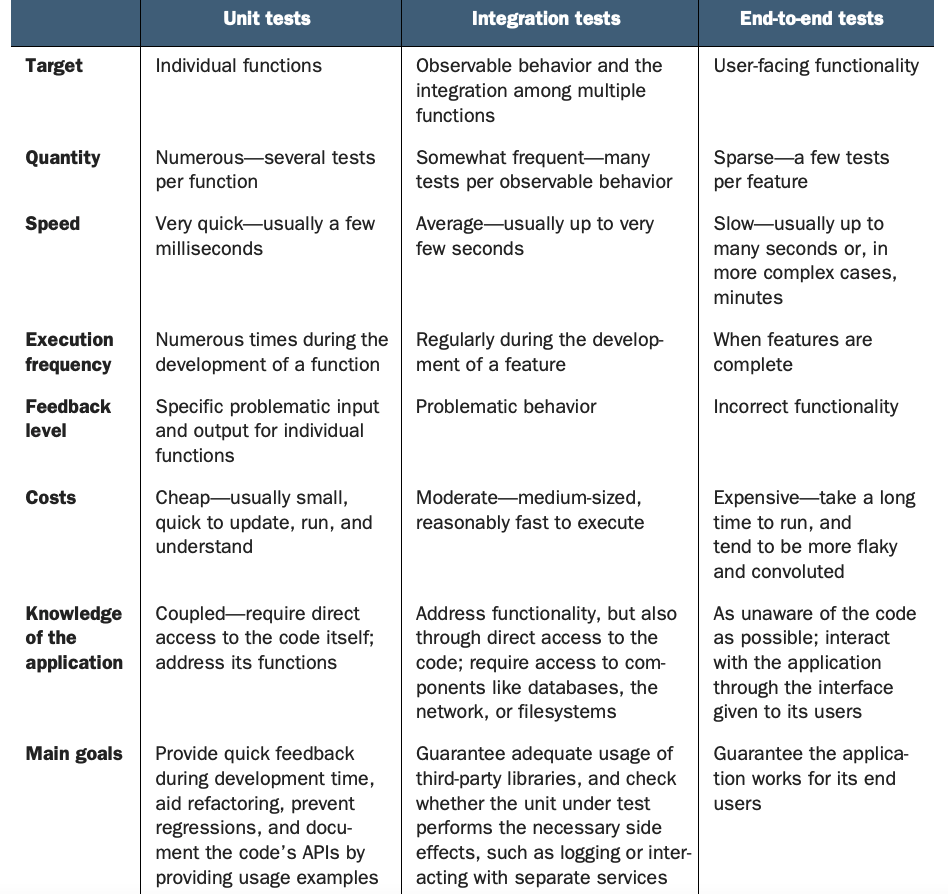 Unit tests
Integration tests
End-to-end tests
Target
Individual functions
Observable behavior and the
integration among multiple
functions
User-facing functionality
Quantity
Numerous—several tests
per function
Somewhat frequent—many
tests per observable behavior
Sparse—a few tests
per feature
Speed
Very quick—usually a few
milliseconds
Average—usually up to very
few seconds
Slow—usually up to
many seconds or, in
more complex cases,
minutes
Execution
frequency
Numerous times during the
development of a function
Regularly during the develop-
ment of a feature
When features are
complete
Feedback
level
Specific problematic input
and output for individual
functions
Problematic behavior
Incorrect functionality
Costs
Cheap—usually small,
quick to update, run, and
understand
Moderate—medium-sized,
reasonably fast to execute
Expensive—take a long
time to run, and
tend to be more flaky
and convoluted
Knowledge
of the
application
Coupled—require direct
access to the code itself;
address its functions
Address functionality, but also
through direct access to the
code; require access to com-
ponents like databases, the
network, or filesystems
As unaware of the code
as possible; interact
with the application
through the interface
given to its users
Main goals
Provide quick feedback
during development time,
aid refactoring, prevent
regressions, and docu-
ment the code's APIs by
providing usage examples
Guarantee adequate usage of
third-party libraries, and check
whether the unit under test
performs the necessary side
effects, such as logging or inter-
acting with separate services
Guarantee the applica-
tion works for its end
users